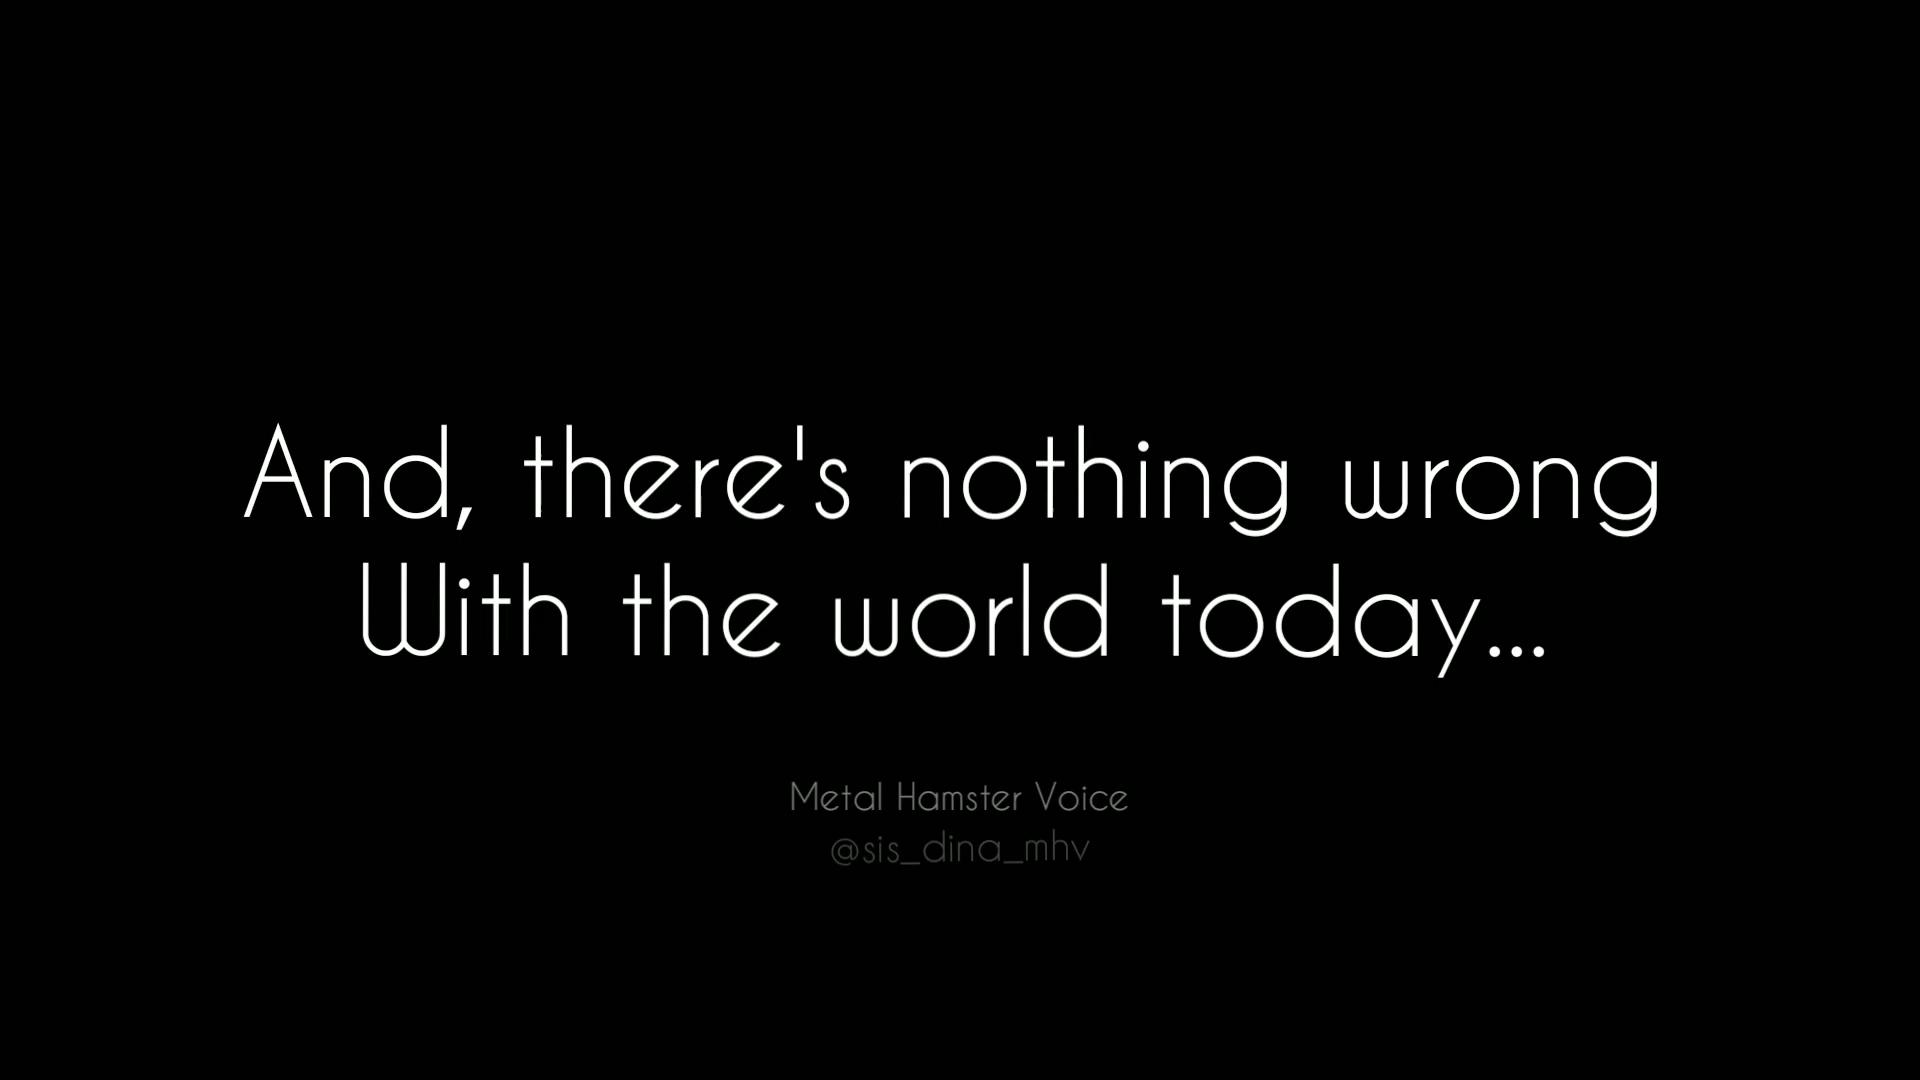 And, there's nothing wrong
With the world today...
Metal Hamster Voice
@sis_dina_mhv